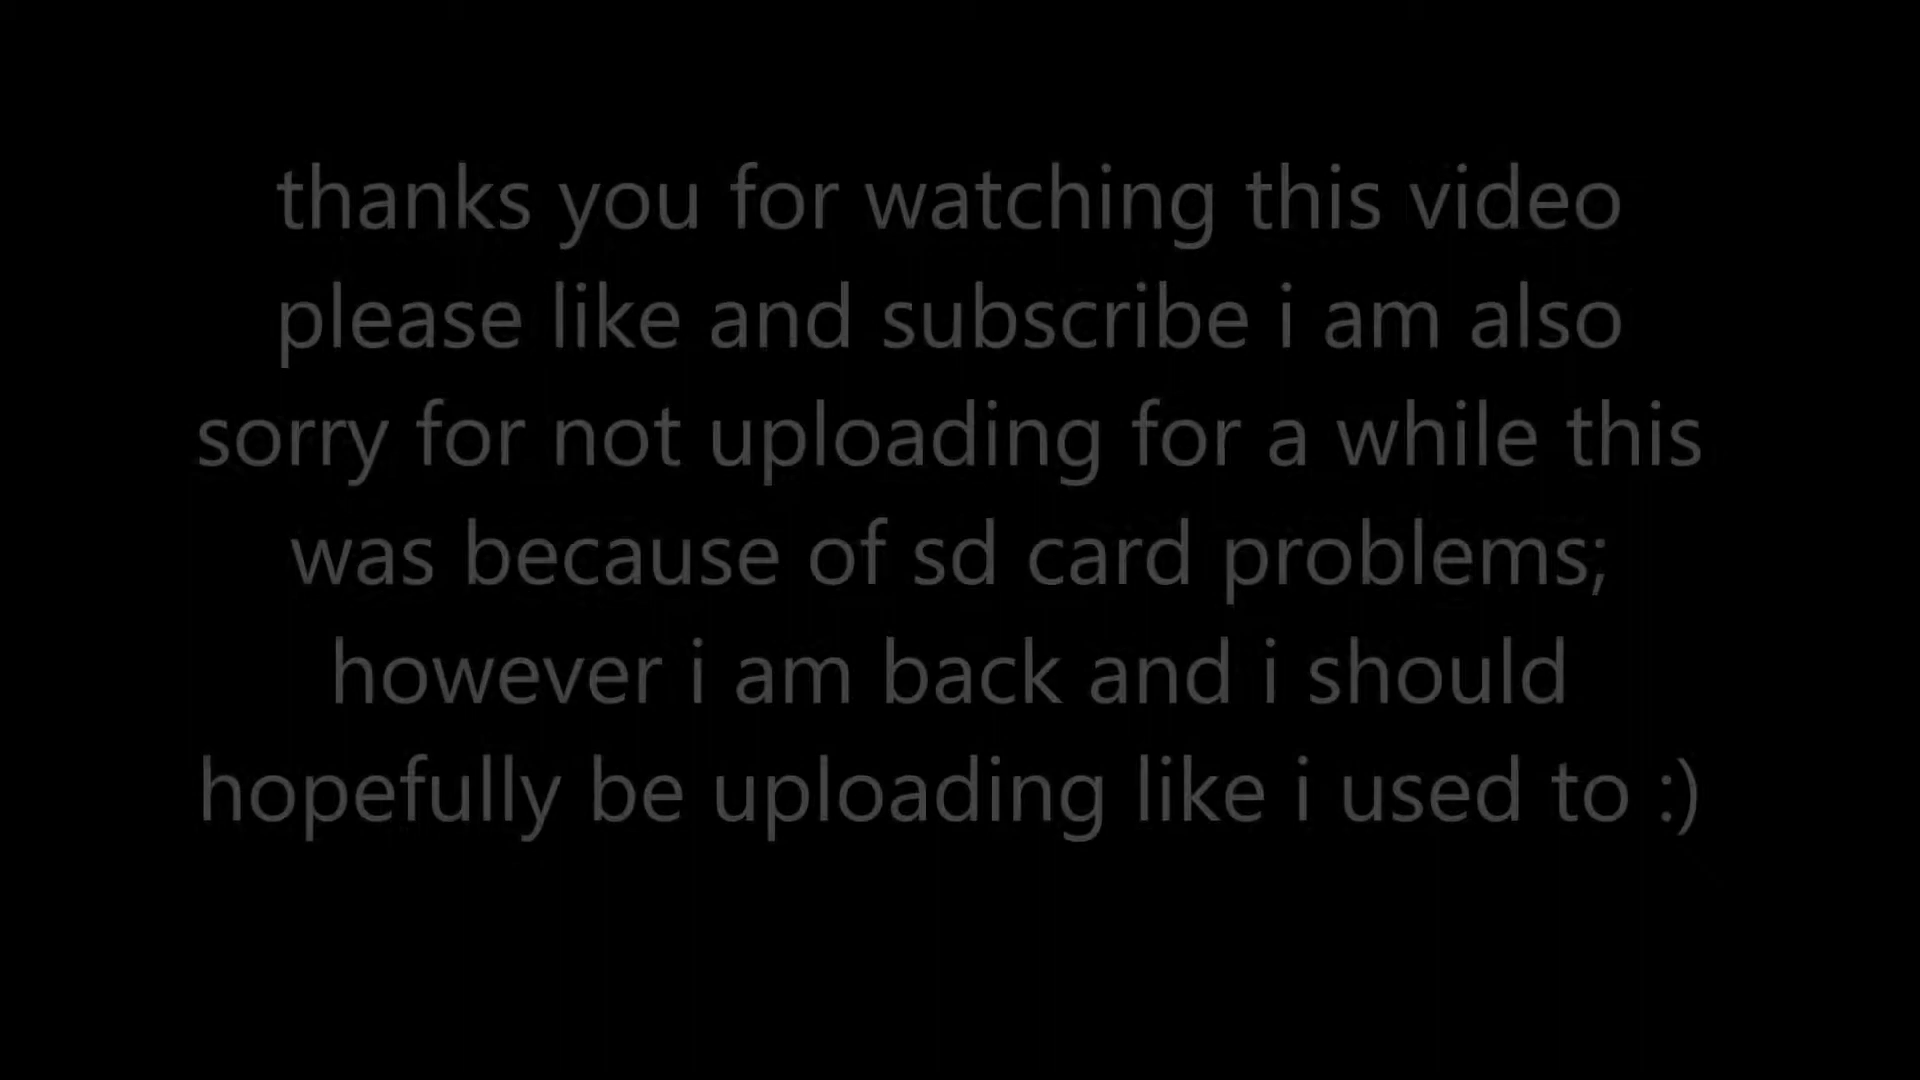 thanks you for watching this video
please like and subscribe i am also
sorry for not uploading for a while this
was because of sd card problems;
however i am back and i should
hopefully be uploading like i used to :)